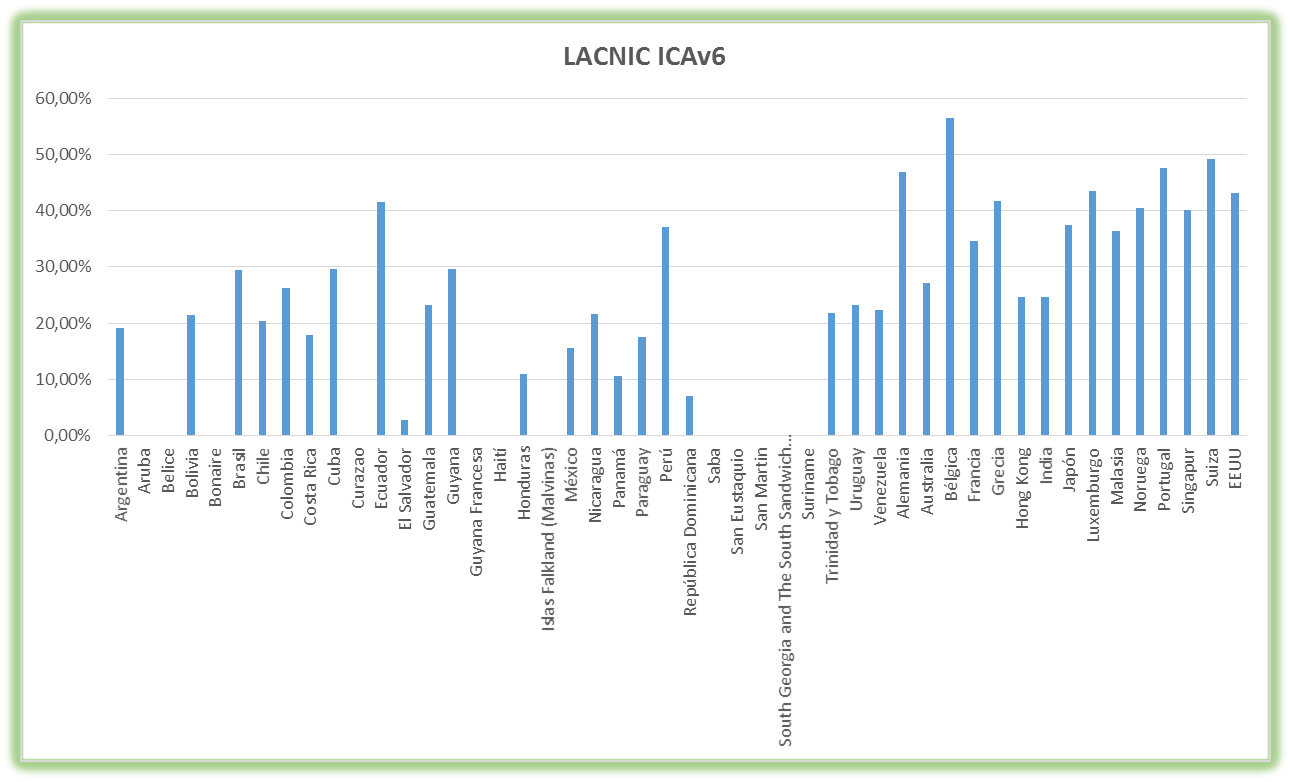 LACNIC ICAv6
60,00%
50,00%
40,00%
30,00%
20,00%
10,00%
0,00%
Argentina
Aruba
Belice
Bolivia
Bonaire
Brasil
Chile
Colombia
Costa Rica
Cuba
Curazao
Ecuador
El Salvador
Guatemala
Guyana
Guyana Francesa
Haití
Honduras
Islas Falkland (Malvinas)
México
Nicaragua
Panamá
Paraguay
Perú
República Dominicana
Saba
San Eustaquio
San Martin
South Georgia and The South Sandwich...
Suriname
Trinidad y Tobago
Uruguay
Venezuela
Alemania
Australia
Bélgica
Francia
Grecia
Hong Kong
India
Japón
Luxemburgo
Malasia
Noruega
Portugal
Singapur
Suiza
EEUU